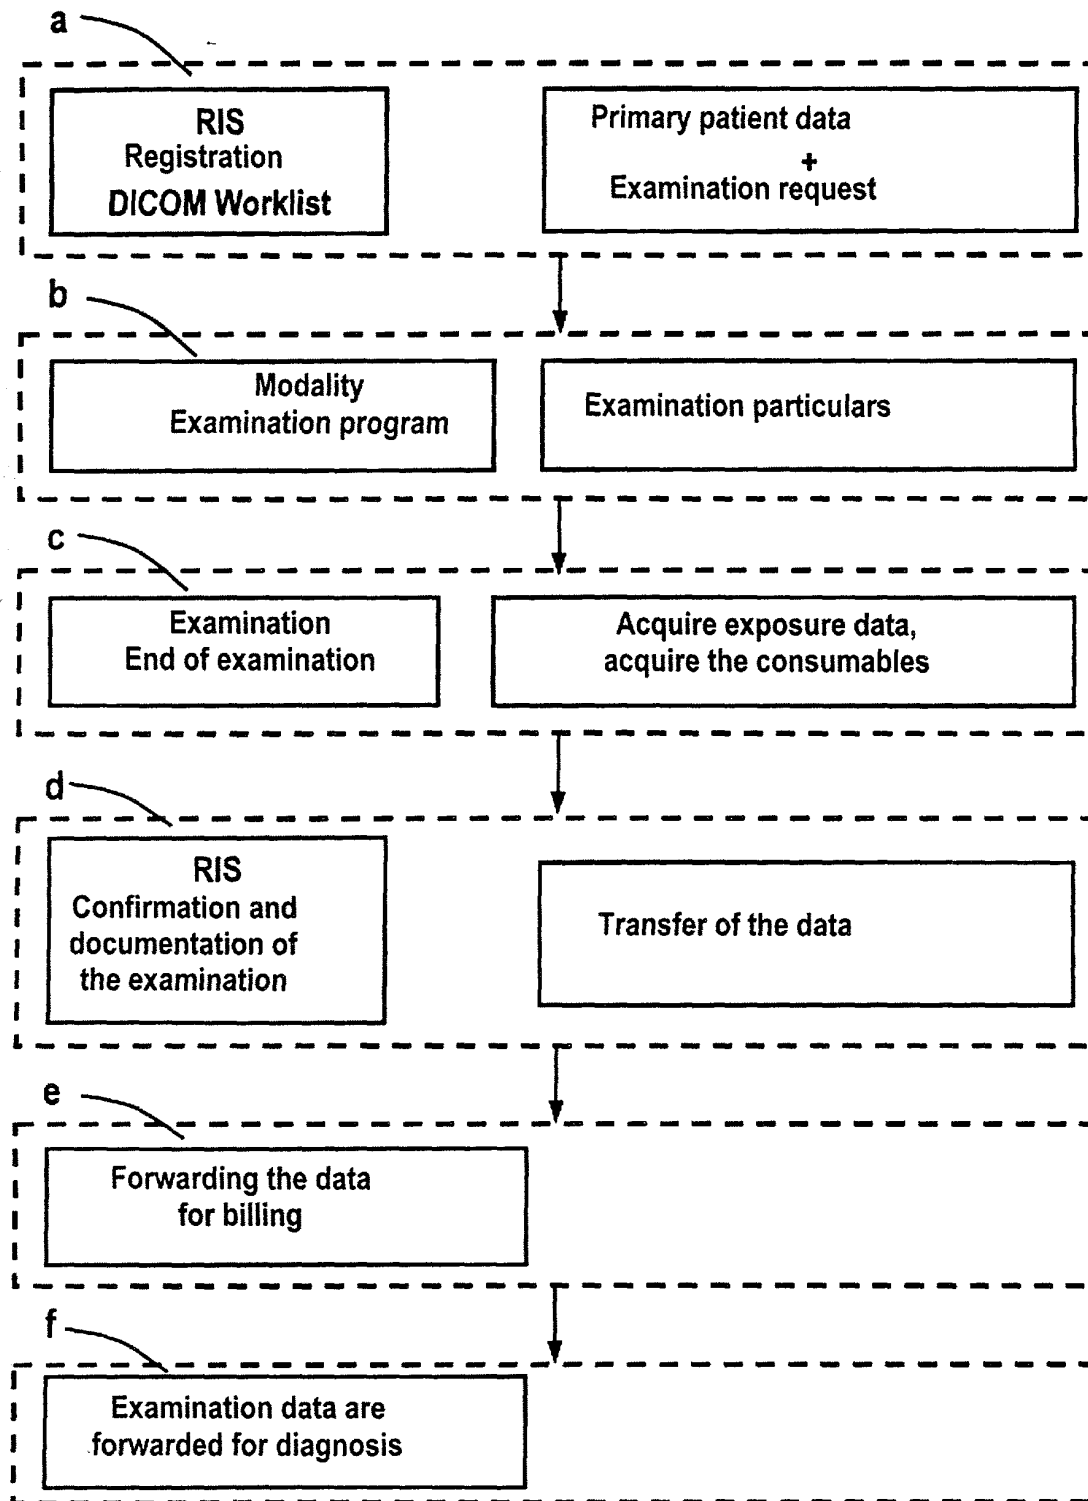 a
RIS
Registration
DICOM Worklist
Primary patient data
+
Examination request
b
Modality
Examination program
Examination particulars
c
Examination
End of examination
Acquire exposure data,
acquire the consumables
d
RIS
Confirmation and
documentation of
the examination
Transfer of the data
e
Forwarding the data
for billing
f
Examination data are
forwarded for diagnosis